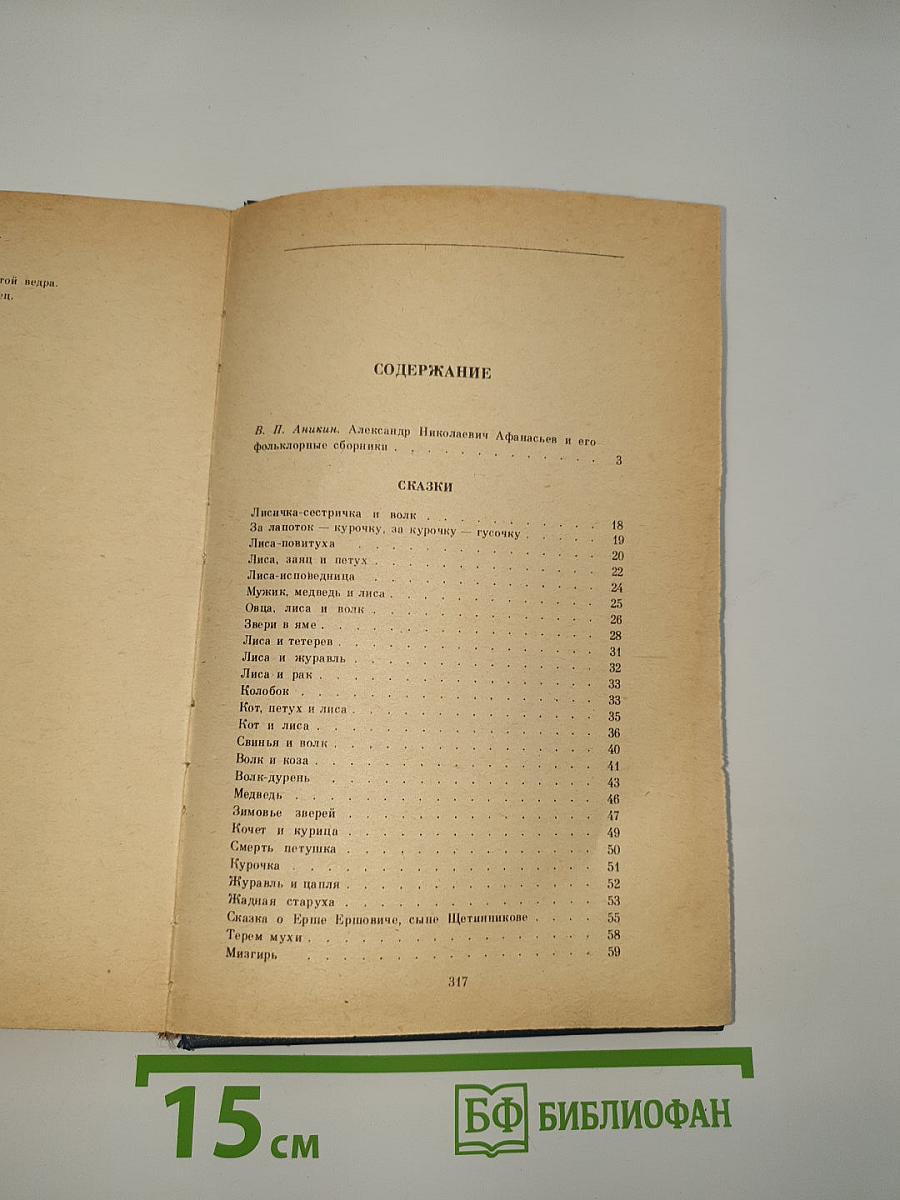 той ведра.
ец.
СОДЕРЖАНИЕ
В. П. Аникин. Александр Николаевич Афанасьев и его
фольклорные сборники . . . . . . . . . . . 3
СКАЗКИ
Лисичка-сестричка и волк . . . . . . . . . 18
За лапоток — курочку, за курочку — гусочку . . . . 19
Лиса-повитуха . . . . . . . . . . . . 20
Лиса, заяц и петух . . . . . . . . . . . 22
Лиса-исповедница . . . . . . . . . . . 24
Мужик, медведь и лиса . . . . . . . . . . 25
Овца, лиса и волк . . . . . . . . . . . 26
Звери в яме . . . . . . . . . . . . . 28
Лиса и тетерев . . . . . . . . . . . . 31
Лиса и журавль . . . . . . . . . . . . 32
Лиса и рак . . . . . . . . . . . . . 33
Колобок . . . . . . . . . . . . . . 33
Кот, петух и лиса . . . . . . . . . . . 35
Кот и лиса . . . . . . . . . . . . . 36
Свинья и волк . . . . . . . . . . . . 40
Волк и коза . . . . . . . . . . . . . 41
Волк-дурень . . . . . . . . . . . . . 43
Медведь . . . . . . . . . . . . . . 46
Зимовье зверей . . . . . . . . . . . . 47
Кочет и курица . . . . . . . . . . . . 49
Смерть петушка . . . . . . . . . . . . 50
Курочка . . . . . . . . . . . . . . 51
Журавль и цапля . . . . . . . . . . . . 52
Жадная старуха . . . . . . . . . . . . 53
Сказка о Ерше Ершовиче, сыне Щетинникове . . . . 55
Терем мухи . . . . . . . . . . . . . 58
Мизгирь . . . . . . . . . . . . . . 59
317
15 см
БФ БИБЛИОФАН